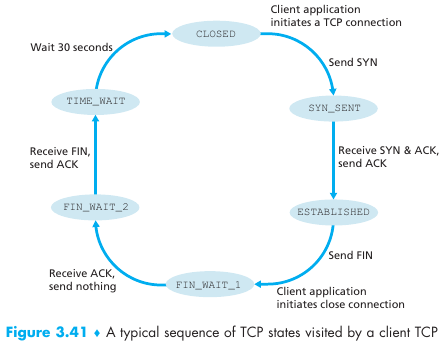 Client application
initiates a TCP connection
CLOSED
Wait 30 seconds
Send SYN
TIME_WAIT
SYN_SENT
Receive FIN,
send ACK
Receive SYN & ACK,
send ACK
FIN_WAIT_2
ESTABLISHED
Send FIN
Receive ACK,
send nothing
FIN_WAIT_1
Client application
initiates close connection
Figure 3.41 ♦ A typical sequence of TCP states visited by a client TCP